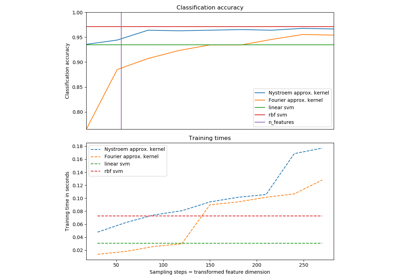 Classification accuracy
1.00
0.95
0.90
0.85
0.80
Classification accuracy
Nystroem approx. kernel
Fourier approx. kernel
linear svm
rbf svm
n_features
Training times
0.18
0.16
0.14
0.12
0.10
0.08
0.06
0.04
0.02
Training time in seconds
Nystroem approx. kernel
Fourier approx. kernel
linear svm
rbf svm
50 100 150 200 250
Sampling steps = transformed feature dimension